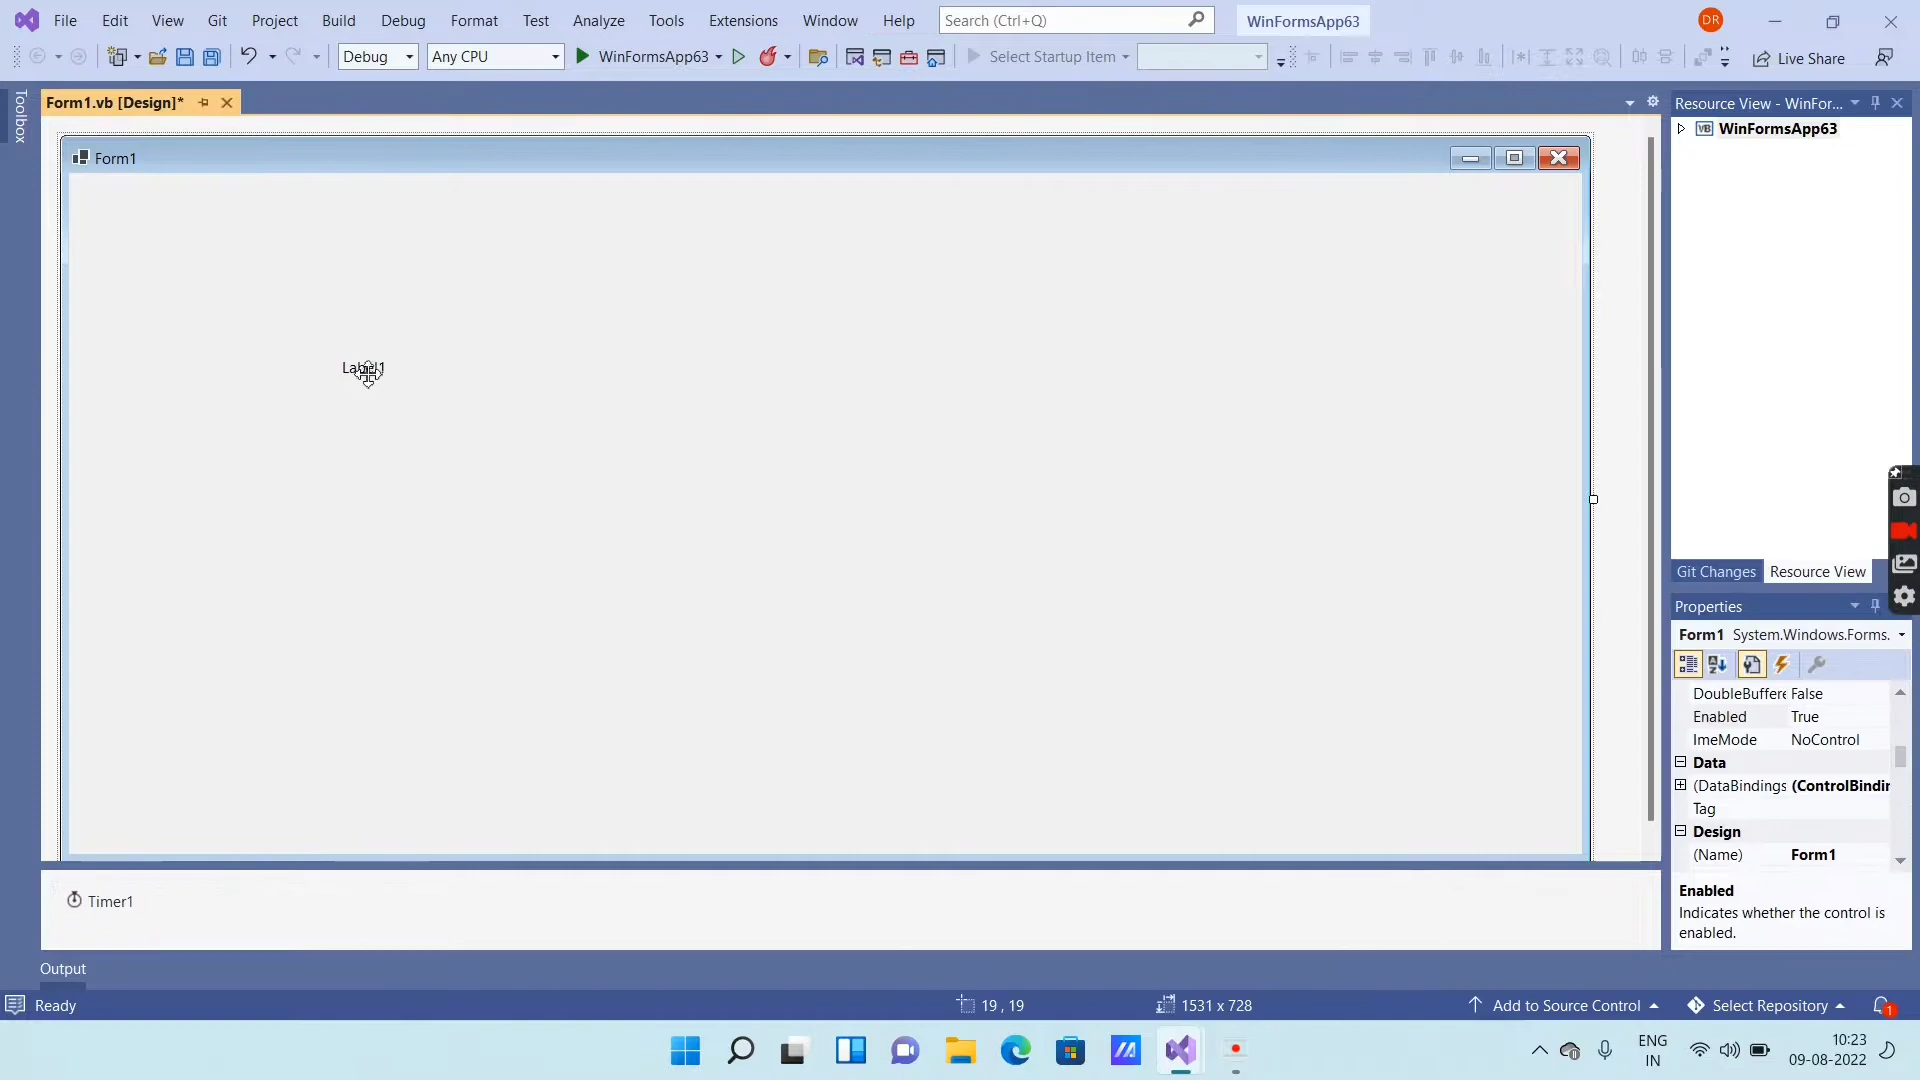 File Edit View Git Project Build Debug Format Test Analyze Tools Extensions Window Help Search (Ctrl+Q) WinFormsApp63 DR
Debug Any CPU WinFormsApp63 Select Startup Item Live Share
Toolbox
Form1.vb [Design]*
Form1
Label1
Timer1
Output
Resource View - WinFor...
WinFormsApp63
Git Changes Resource View
Properties
Form1 System.Windows.Forms.
DoubleBuffere False
Enabled True
ImeMode NoControl
Data
(DataBindings (ControlBindin
Tag
Design
(Name) Form1
Enabled
Indicates whether the control is
enabled.
Ready 19 , 19 1531 x 728 Add to Source Control Select Repository 1
ENG
IN
10:23
09-08-2022